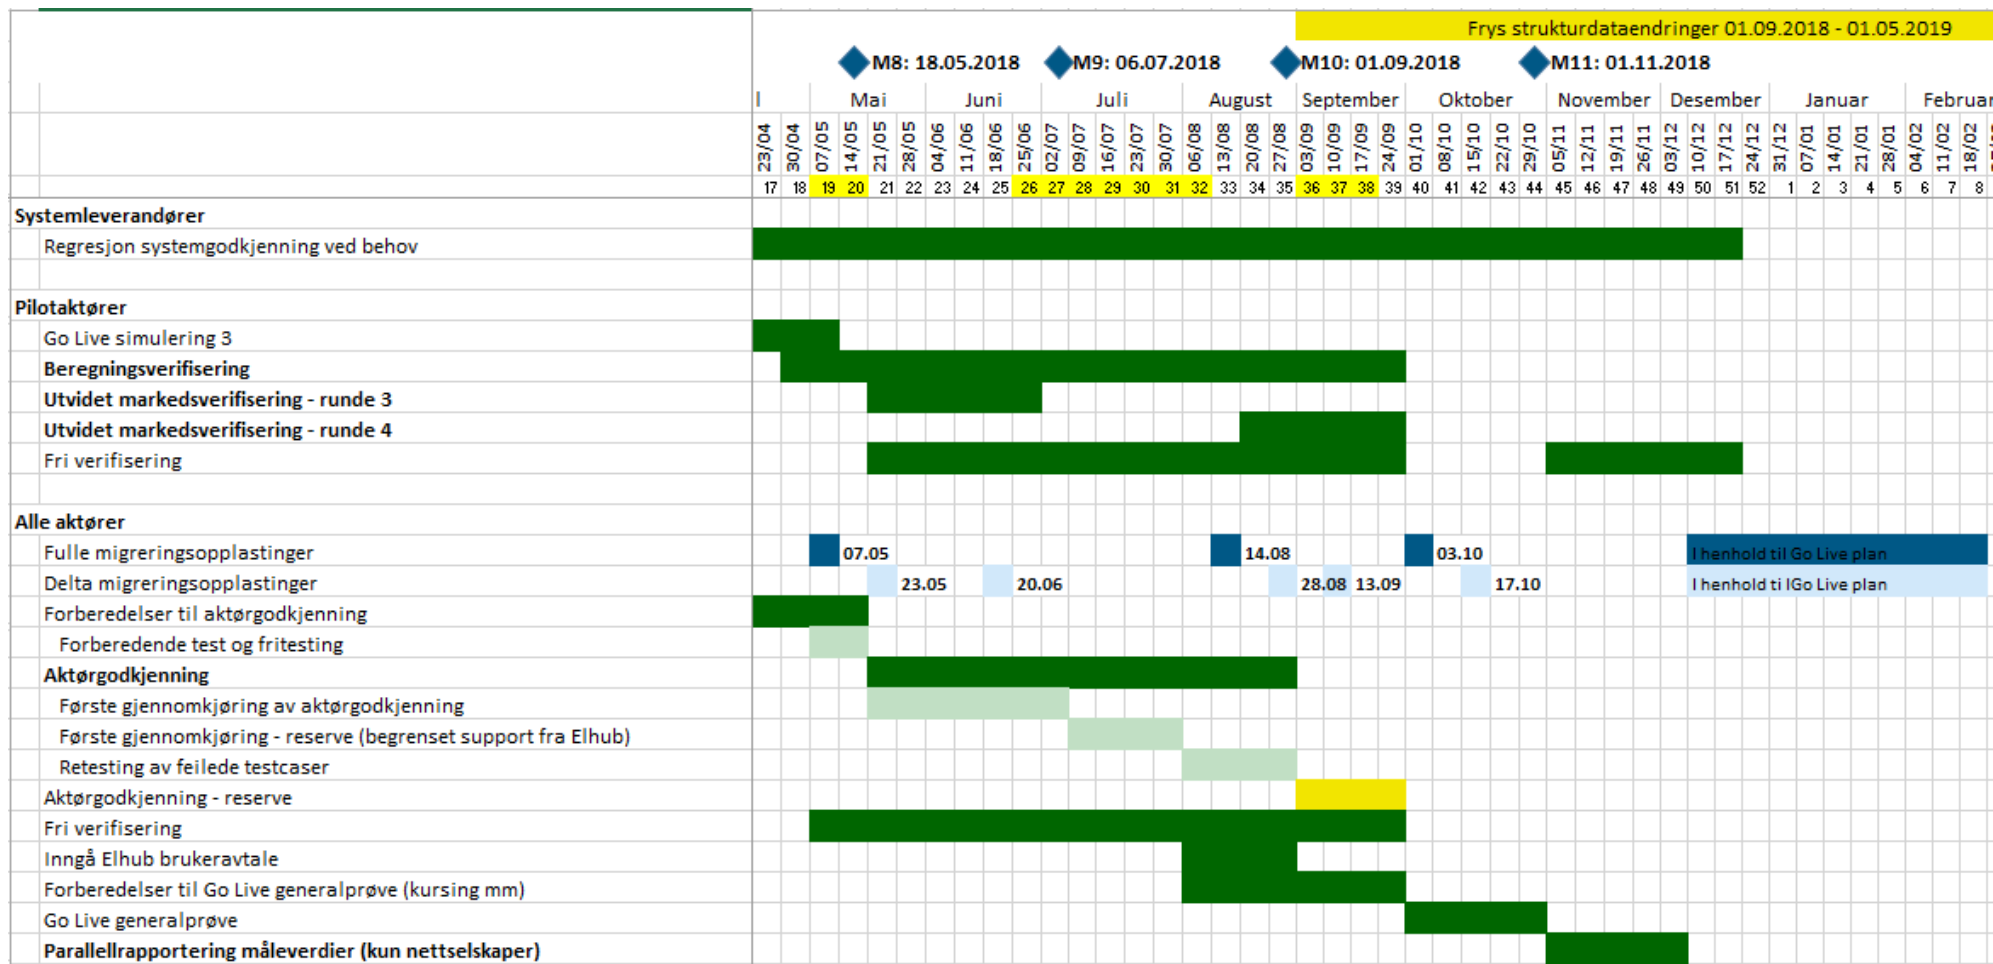 Frys strukturdataendringer 01.09.2018 - 01.05.2019
M8: 18.05.2018 M9: 06.07.2018 M10: 01.09.2018 M11: 01.11.2018
l Mai Juni Juli August September Oktober November Desember Januar Februar
23/04 30/04 07/05 14/05 21/05 28/05 04/06 11/06 18/06 25/06 02/07 09/07 16/07 23/07 30/07 06/08 13/08 20/08 27/08 03/09 10/09 17/09 24/09 01/10 08/10 15/10 22/10 29/10 05/11 12/11 19/11 26/11 03/12 10/12 17/12 24/12 31/12 07/01 14/01 21/01 28/01 04/02 11/02 18/02
17 18 19 20 21 22 23 24 25 26 27 28 29 30 31 32 33 34 35 36 37 38 39 40 41 42 43 44 45 46 47 48 49 50 51 52 1 2 3 4 5 6 7 8
Systemleverandører
Regresjon systemgodkjenning ved behov
Pilotaktører
Go Live simulering 3
Beregningsverifisering
Utvidet markedsverifisering - runde 3
Utvidet markedsverifisering - runde 4
Fri verifisering
Alle aktører
Fulle migreringsopplastinger 07.05 14.08 03.10 I henhold til Go Live plan
Delta migreringsopplastinger 23.05 20.06 28.08 13.09 17.10 I henhold ti lGo Live plan
Forberedelser til aktørgodkjenning
Forberedende test og fritesting
Aktørgodkjenning
Første gjennomkjøring av aktørgodkjenning
Første gjennomkjøring - reserve (begrenset support fra Elhub)
Retesting av feilede testcaser
Aktørgodkjenning - reserve
Fri verifisering
Inngå Elhub brukeravtale
Forberedelser til Go Live generalprøve (kursing mm)
Go Live generalprøve
Parallellrapportering måleverdier (kun nettselskaper)